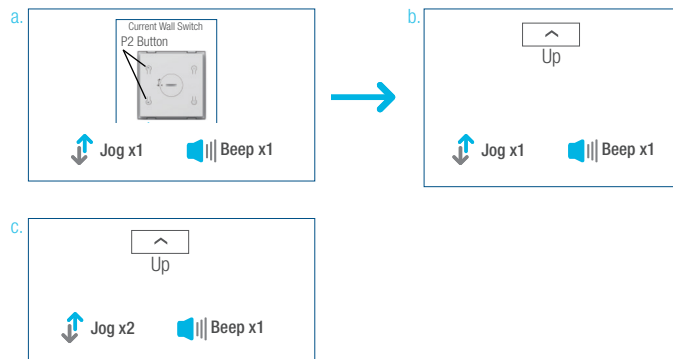 a.
Current Wall Switch
P2 Button
Jog x1
Beep x1
b.
Up
Jog x1
Beep x1
c.
Up
Jog x2
Beep x1